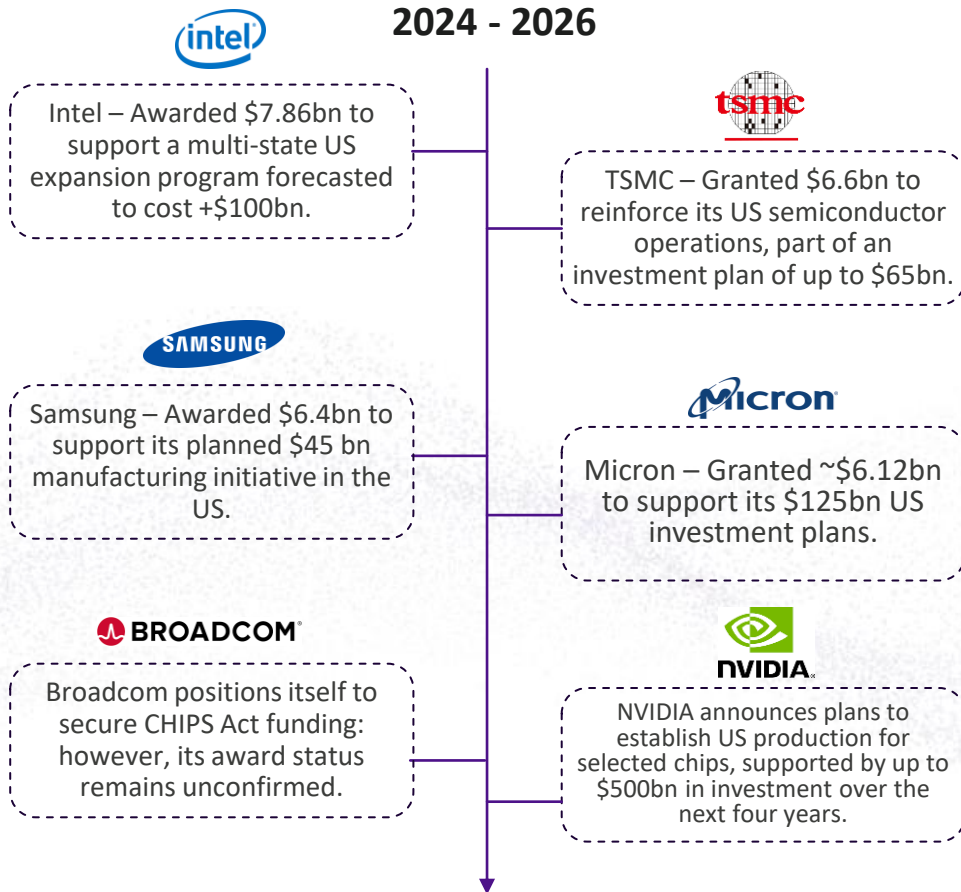 2024 - 2026
intel
Intel – Awarded $7.86bn to
support a multi-state US
expansion program forecasted
to cost +$100bn.
tsmc
TSMC – Granted $6.6bn to
reinforce its US semiconductor
operations, part of an
investment plan of up to $65bn.
SAMSUNG
Samsung – Awarded $6.4bn to
support its planned $45 bn
manufacturing initiative in the
US.
Micron
Micron – Granted ~$6.12bn
to support its $125bn US
investment plans.
BROADCOM
Broadcom positions itself to
secure CHIPS Act funding:
however, its award status
remains unconfirmed.
NVIDIA
NVIDIA announces plans to
establish US production for
selected chips, supported by up to
$500bn in investment over the
next four years.